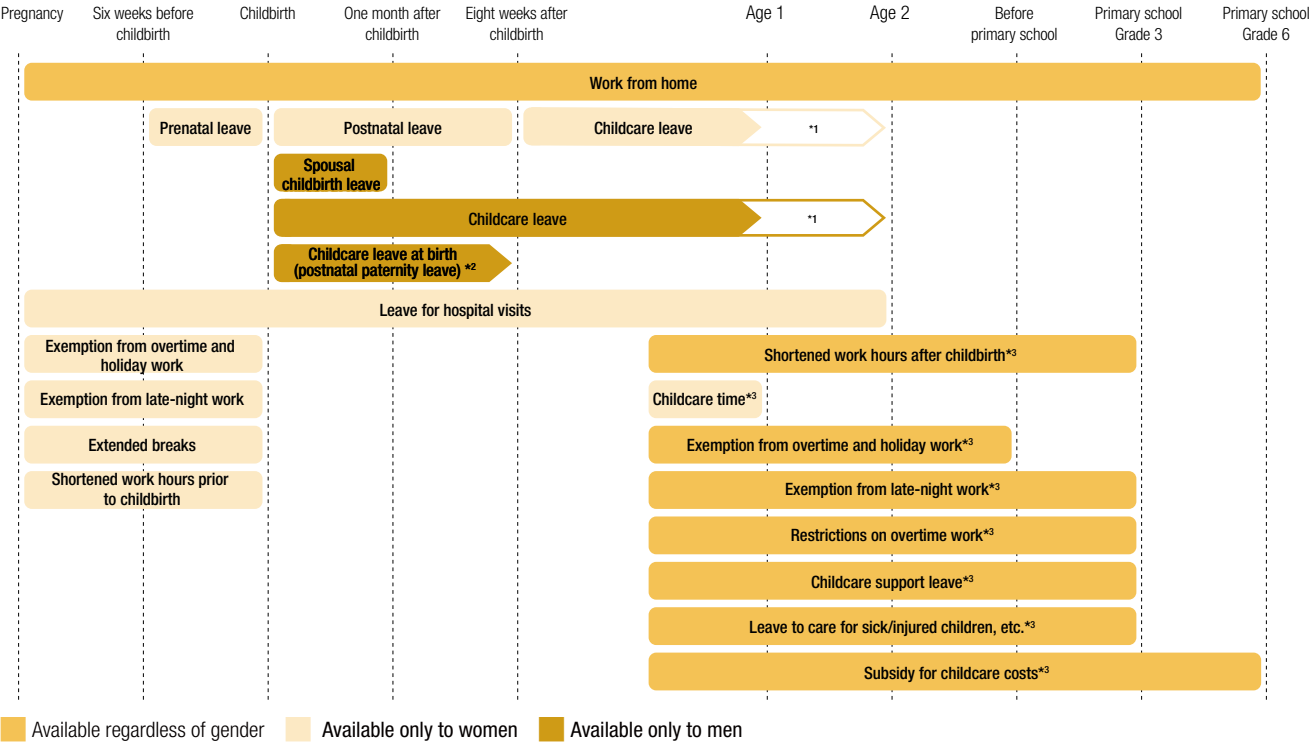 Pregnancy
Six weeks before
childbirth
Childbirth
One month after
childbirth
Eight weeks after
childbirth
Age 1
Age 2
Before
primary school
Primary school
Grade 3
Primary school
Grade 6
Work from home
Prenatal leave
Postnatal leave
Childcare leave
*1
Spousal
childbirth leave
Childcare leave
*1
Childcare leave at birth
(postnatal paternity leave) *2
Leave for hospital visits
Exemption from overtime and
holiday work
Shortened work hours after childbirth*3
Exemption from late-night work
Childcare time*3
Extended breaks
Exemption from overtime and holiday work*3
Shortened work hours prior
to childbirth
Exemption from late-night work*3
Restrictions on overtime work*3
Childcare support leave*3
Leave to care for sick/injured children, etc.*3
Subsidy for childcare costs*3
Available regardless of gender
Available only to women
Available only to men